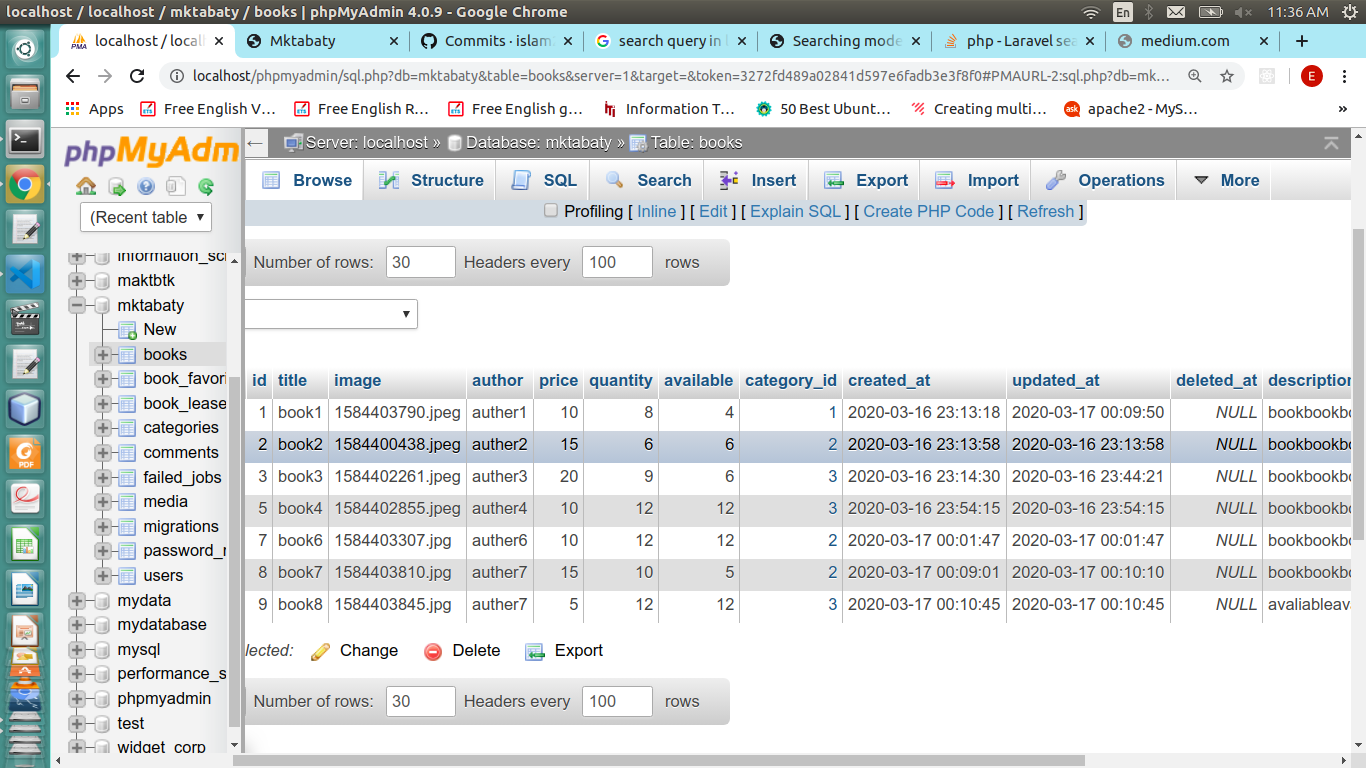 localhost / localhost / mktabaty / books | phpMyAdmin 4.0.9 - Google Chrome
En
11:36 AM
PMA localhost / local
Mktabaty
Commits · islam
search query in l
Searching mode
php - Laravel sea
medium.com
localhost/phpmyadmin/sql.php?db=mktabaty&table=books&server=1&target=&token=3272fd489a02841d597e6fadb3e3f8f0#PMAURL-2:sql.php?db=mk...
E
Apps
Free English V...
Free English R...
Free English g...
Information T...
50 Best Ubunt...
Creating multi...
ask apache2 - MyS...
»
phpMyAdm
(Recent table
information_sc
maktbtk
mktabaty
New
books
book_favori
book_lease
categories
comments
failed_jobs
media
migrations
password_r
users
mydata
mydatabase
mysql
performance_s
phpmyadmin
test
widget_corp
PDF
Server: localhost » Database: mktabaty » Table: books
Browse Structure SQL Search Insert Export Import Operations More
Profiling [ Inline ] [ Edit ] [ Explain SQL ] [ Create PHP Code ] [ Refresh ]
Number of rows: 30 Headers every 100 rows
id title image author price quantity available category_id created_at updated_at deleted_at description
1 book1 1584403790.jpeg auther1 10 8 4 1 2020-03-16 23:13:18 2020-03-17 00:09:50 NULL bookbookb
2 book2 1584400438.jpeg auther2 15 6 6 2 2020-03-16 23:13:58 2020-03-16 23:13:58 NULL bookbookb
3 book3 1584402261.jpeg auther3 20 9 6 3 2020-03-16 23:14:30 2020-03-16 23:44:21 NULL bookbookb
5 book4 1584402855.jpeg auther4 10 12 12 3 2020-03-16 23:54:15 2020-03-16 23:54:15 NULL bookbookb
7 book6 1584403307.jpg auther6 10 12 12 2 2020-03-17 00:01:47 2020-03-17 00:01:47 NULL bookbookb
8 book7 1584403810.jpg auther7 15 10 5 2 2020-03-17 00:09:01 2020-03-17 00:10:10 NULL bookbookb
9 book8 1584403845.jpg auther7 5 12 12 3 2020-03-17 00:10:45 2020-03-17 00:10:45 NULL avaliableav
lected: Change Delete Export
Number of rows: 30 Headers every 100 rows